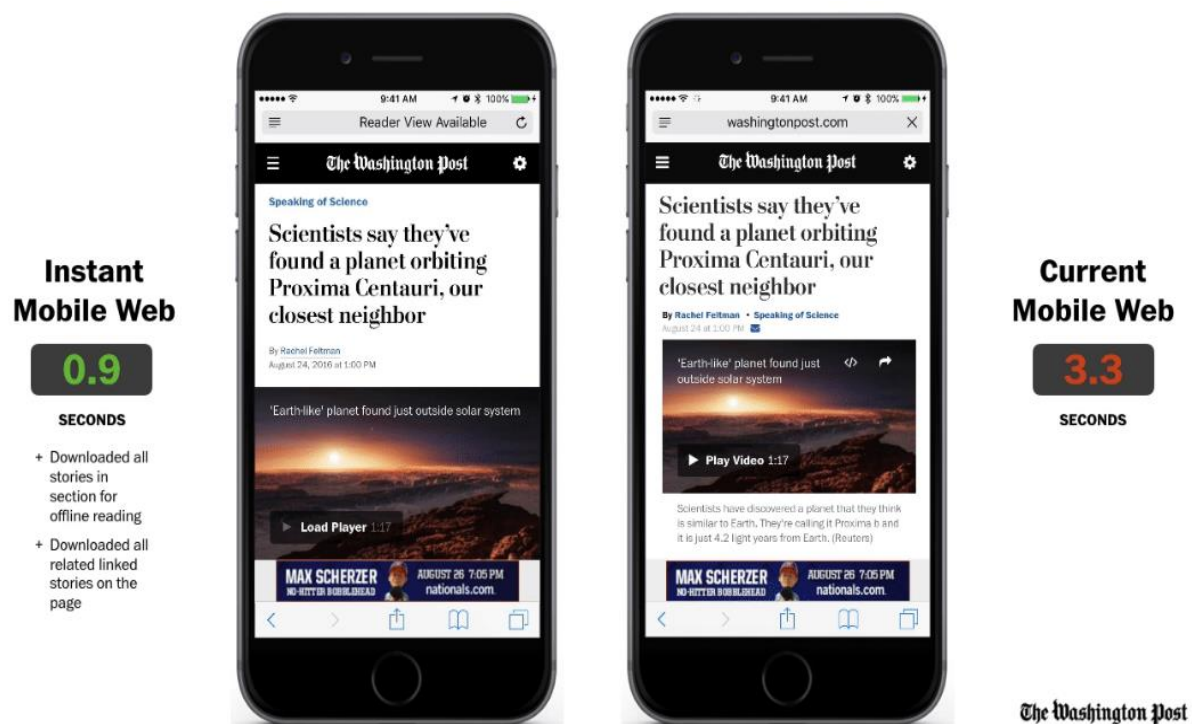 Instant
Mobile Web
0.9
SECONDS
+ Downloaded all
stories in
section for
offline reading
+ Downloaded all
related linked
stories on the
page
9:41 AM
100%
Reader View Available
The Washington Post
Speaking of Science
Scientists say they've
found a planet orbiting
Proxima Centauri, our
closest neighbor
By Rachel Feltman
August 24, 2016 at 1:00 PM
'Earth-like' planet found just outside solar system
Load Player 1:17
MAX SCHERZER
NO-HITTER BOBBLEHEAD
AUGUST 26 7:05 PM
nationals.com
9:41 AM
100%
washingtonpost.com
The Washington Post
Scientists say they've
found a planet orbiting
Proxima Centauri, our
closest neighbor
By Rachel Feltman • Speaking of Science
August 24 at 1:00 PM
'Earth-like' planet found just
outside solar system
Play Video 1:17
Scientists have discovered a planet that they think
is similar to Earth. They're calling it Proxima b and
it is just 4.2 light years from Earth. (Reuters)
MAX SCHERZER
NO-HITTER BOBBLEHEAD
AUGUST 26 7:05 PM
nationals.com
Current
Mobile Web
3.3
SECONDS
The Washington Post